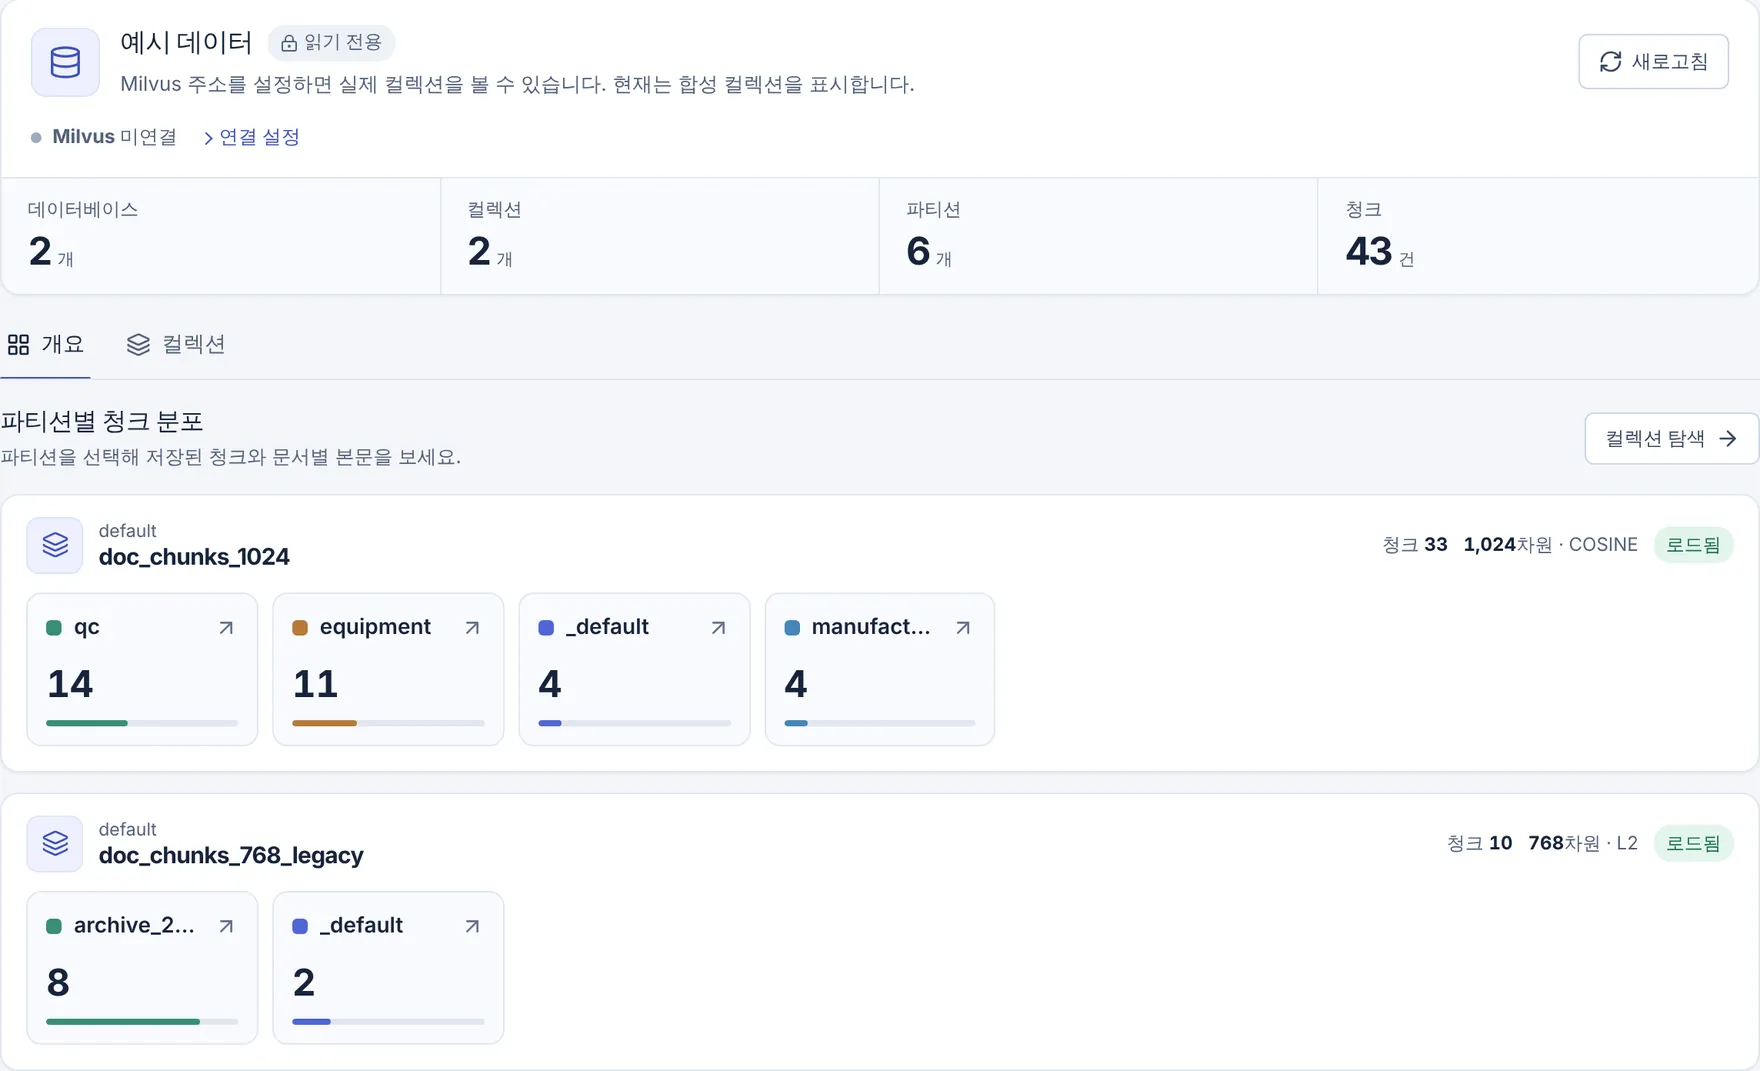 예시 데이터 읽기 전용
Milvus 주소를 설정하면 실제 컬렉션을 볼 수 있습니다. 현재는 합성 컬렉션을 표시합니다.
새로고침
Milvus 미연결 연결 설정
데이터베이스
2 개
컬렉션
2 개
파티션
6 개
청크
43 건
개요 컬렉션
파티션별 청크 분포
파티션을 선택해 저장된 청크와 문서별 본문을 보세요.
컬렉션 탐색
default
doc_chunks_1024
청크 33 1,024차원 · COSINE 로드됨
qc
14
equipment
11
_default
4
manufact...
4
default
doc_chunks_768_legacy
청크 10 768차원 · L2 로드됨
archive_2...
8
_default
2